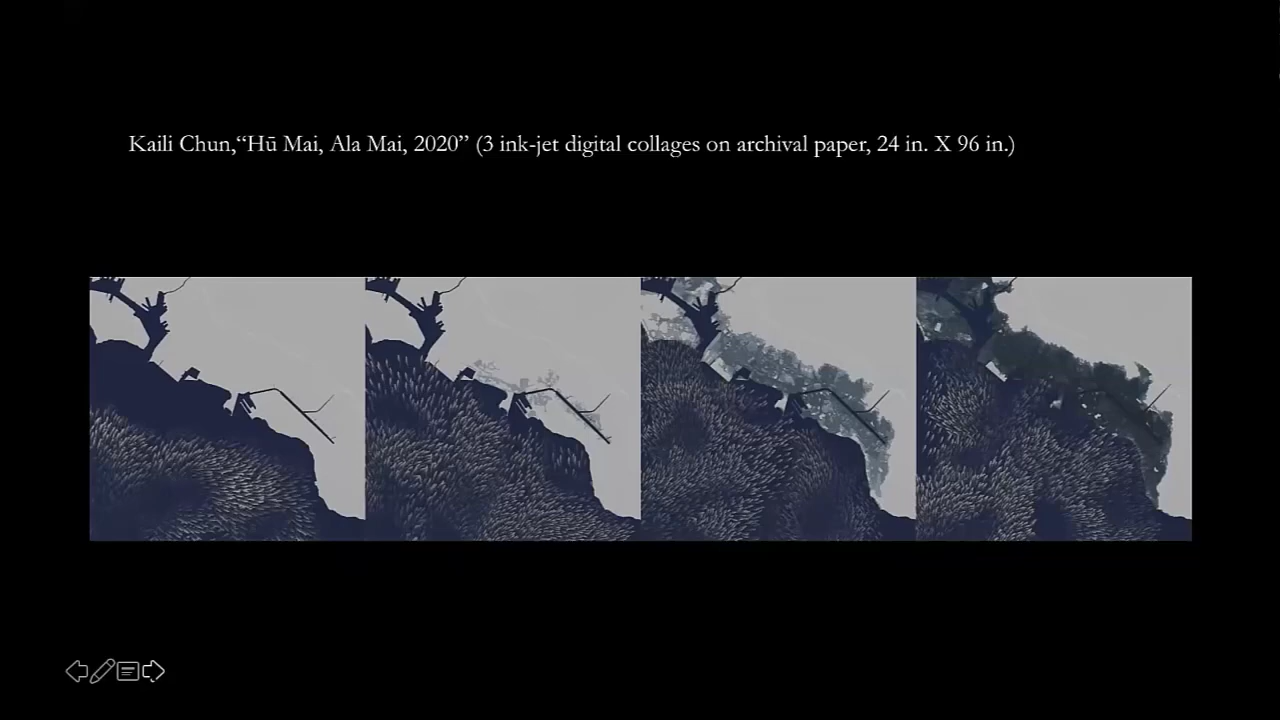 Kaili Chun,“Hū Mai, Ala Mai, 2020” (3 ink-jet digital collages on archival paper, 24 in. X 96 in.)